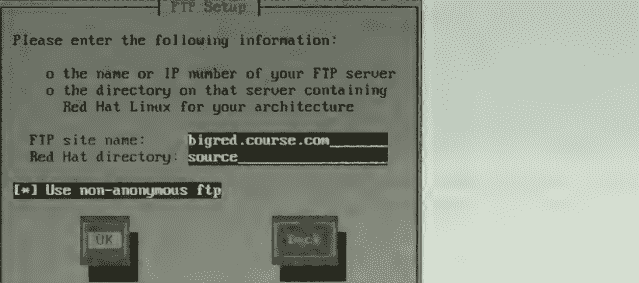 FTP Setup
Please enter the following information:
o the name or IP number of your FTP server
o the directory on that server containing
Red Hat Linux for your architecture
FTP site name: bigred.course.com
Red Hat directory: source
[*] Use non-anonymous ftp
OK Back